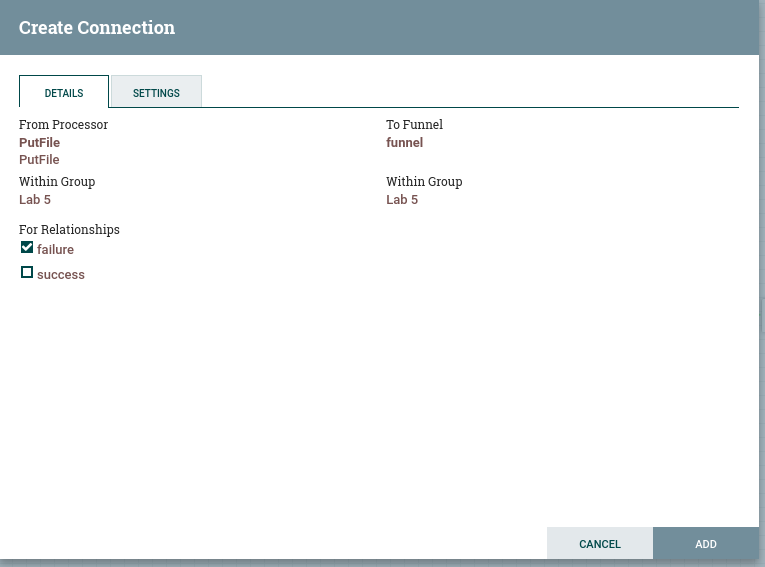 Create Connection
DETAILS
SETTINGS
From Processor
PutFile
PutFile
Within Group
Lab 5
To Funnel
funnel
Within Group
Lab 5
For Relationships
failure
success
CANCEL
ADD